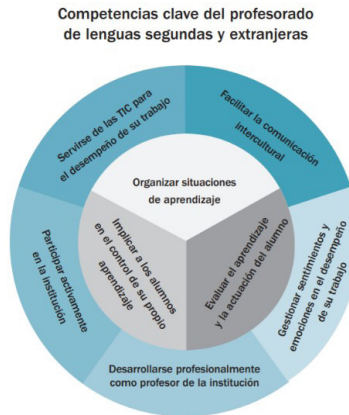 Competencias clave del profesorado
de lenguas segundas y extranjeras
Servirse de las TIC para
el desempeño de su trabajo
Facilitar la comunicación
intercultural
Organizar situaciones
de aprendizaje
Implicar a los alumnos
en el control de su propio
aprendizaje
Evaluar el aprendizaje
y la actuación del alumno
Participar activamente
en la institución
Gestionar sentimientos y
emociones en el desempeño
de su trabajo
Desarrollarse profesionalmente
como profesor de la institución